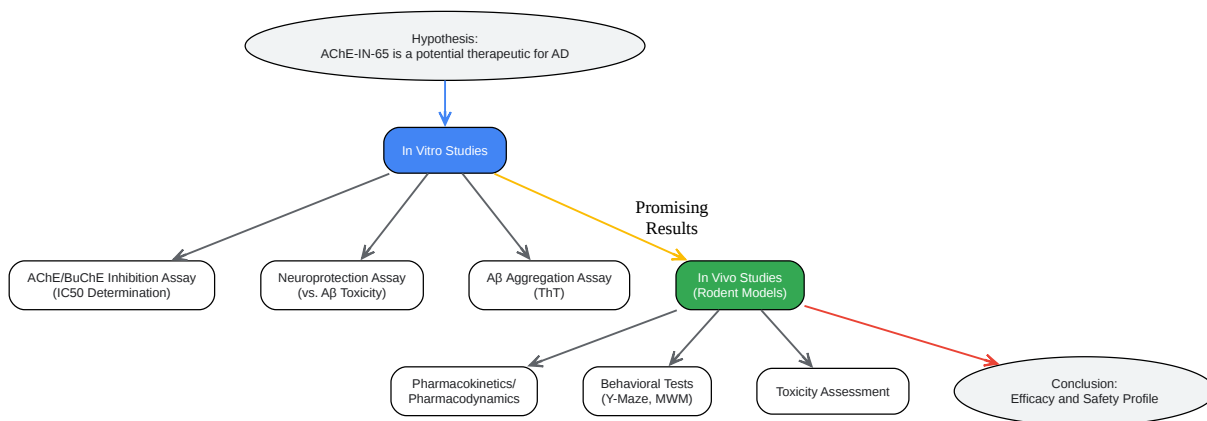 Hypothesis:
AChE-IN-65 is a potential therapeutic for AD
In Vitro Studies
Promising
Results
AChE/BuChE Inhibition Assay
(IC50 Determination)
Neuroprotection Assay
(vs. Aβ Toxicity)
Aβ Aggregation Assay
(ThT)
In Vivo Studies
(Rodent Models)
Pharmacokinetics/
Pharmacodynamics
Behavioral Tests
(Y-Maze, MWM)
Toxicity Assessment
Conclusion:
Efficacy and Safety Profile